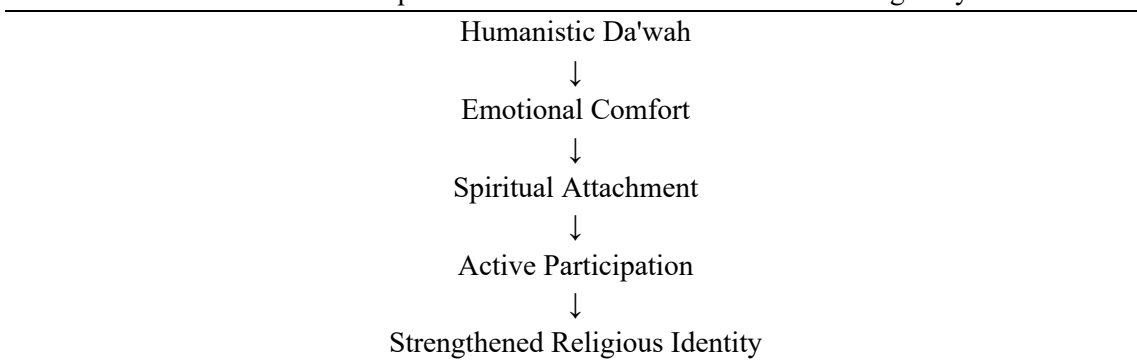 Humanistic Da'wah
↓
Emotional Comfort
↓
Spiritual Attachment
↓
Active Participation
↓
Strengthened Religious Identity